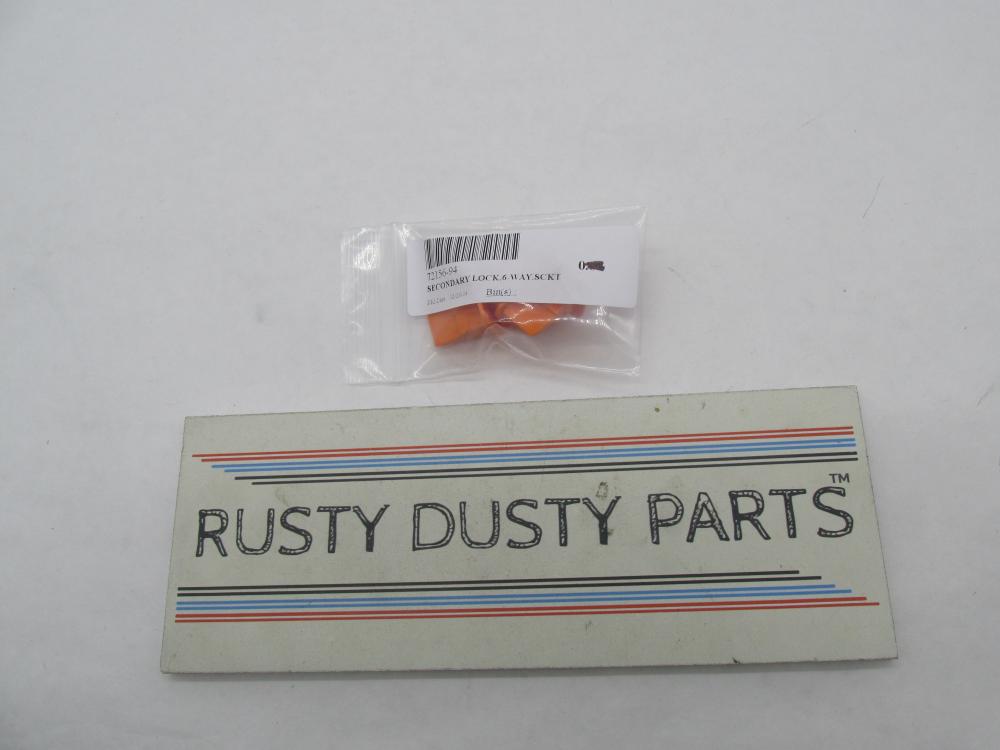 72156-94
SECONDARY LOCK,6-WAY,SCKT
Bin(s) :
RUSTY DUSTY PARTS™